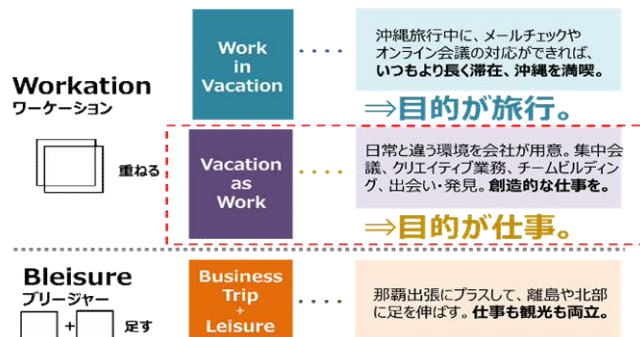 Workation
ワーケーション
重ねる
Work
in
Vacation
・・・・
沖縄旅行中に、メールチェックや
オンライン会議の対応ができれば、
いつもより長く滞在、沖縄を満喫。
⇒目的が旅行。
Vacation
as
Work
・・・・
日常と違う環境を会社が用意。集中会
議、クリエイティブ業務、チームビルディン
グ、出会い・発見。創造的な仕事を。
⇒目的が仕事。
Bleisure
ブリージャー
+ 足す
Business
Trip
+
Leisure
・・・・
那覇出張にプラスして、離島や北部
に足を伸ばす。仕事も観光も両立。